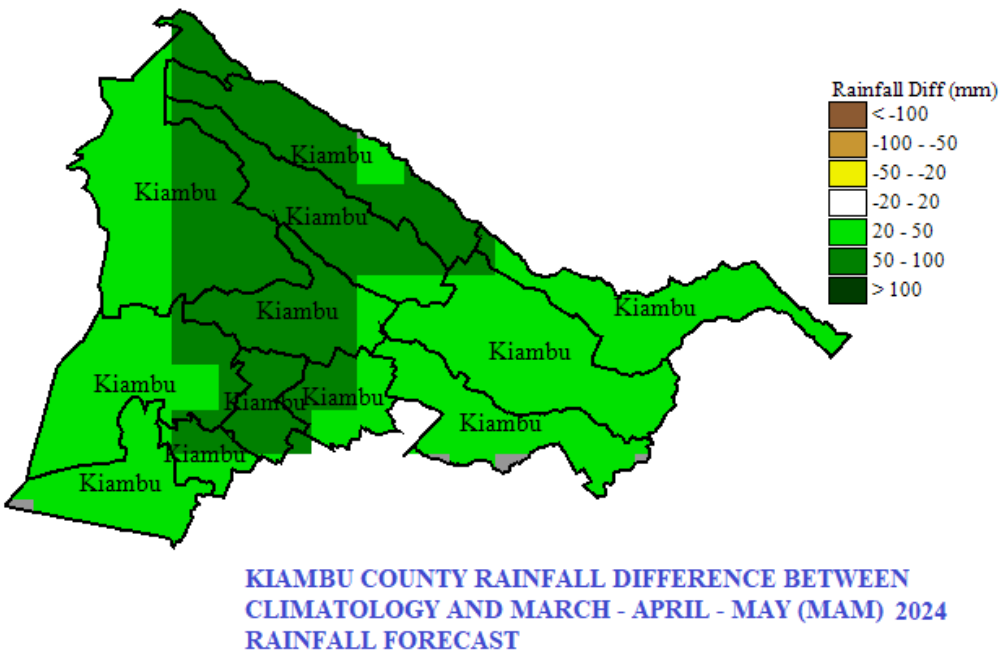 Rainfall Diff (mm)
< -100
-100 - -50
-50 - -20
-20 - 20
20 - 50
50 - 100
> 100
Kiambu
Kiambu
Kiambu
Kiambu
Kiambu
Kiambu
Kiambu
Kiambu
Kiambu
Kiambu
Kiambu
Kiambu
KIAMBU COUNTY RAINFALL DIFFERENCE BETWEEN
CLIMATOLOGY AND MARCH - APRIL - MAY (MAM) 2024
RAINFALL FORECAST